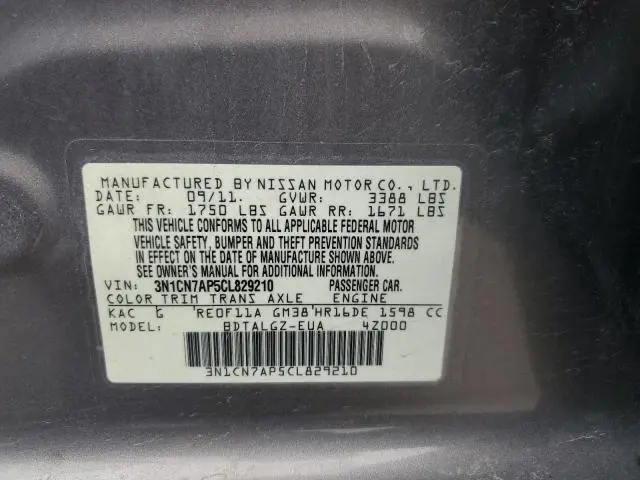 MANUFACTURED BY NISSAN MOTOR CO., LTD.
DATE: 09/11. GVWR: 3388 LBS
GAWR FR: 1750 LBS GAWR RR: 1671 LBS
THIS VEHICLE CONFORMS TO ALL APPLICABLE FEDERAL MOTOR
VEHICLE SAFETY, BUMPER AND THEFT PREVENTION STANDARDS
IN EFFECT ON THE DATE OF MANUFACTURE SHOWN ABOVE.
SEE OWNER'S MANUAL FOR ADDITIONAL INFORMATION
VIN: 3N1CN7AP5CL829210 PASSENGER CAR.
COLOR TRIM TRANS AXLE ENGINE
KAC G RE0F11A GM38 HR16DE 1598 CC
MODEL: BDTALGZ-EUA 4Z000
3N1CN7AP5CL829210